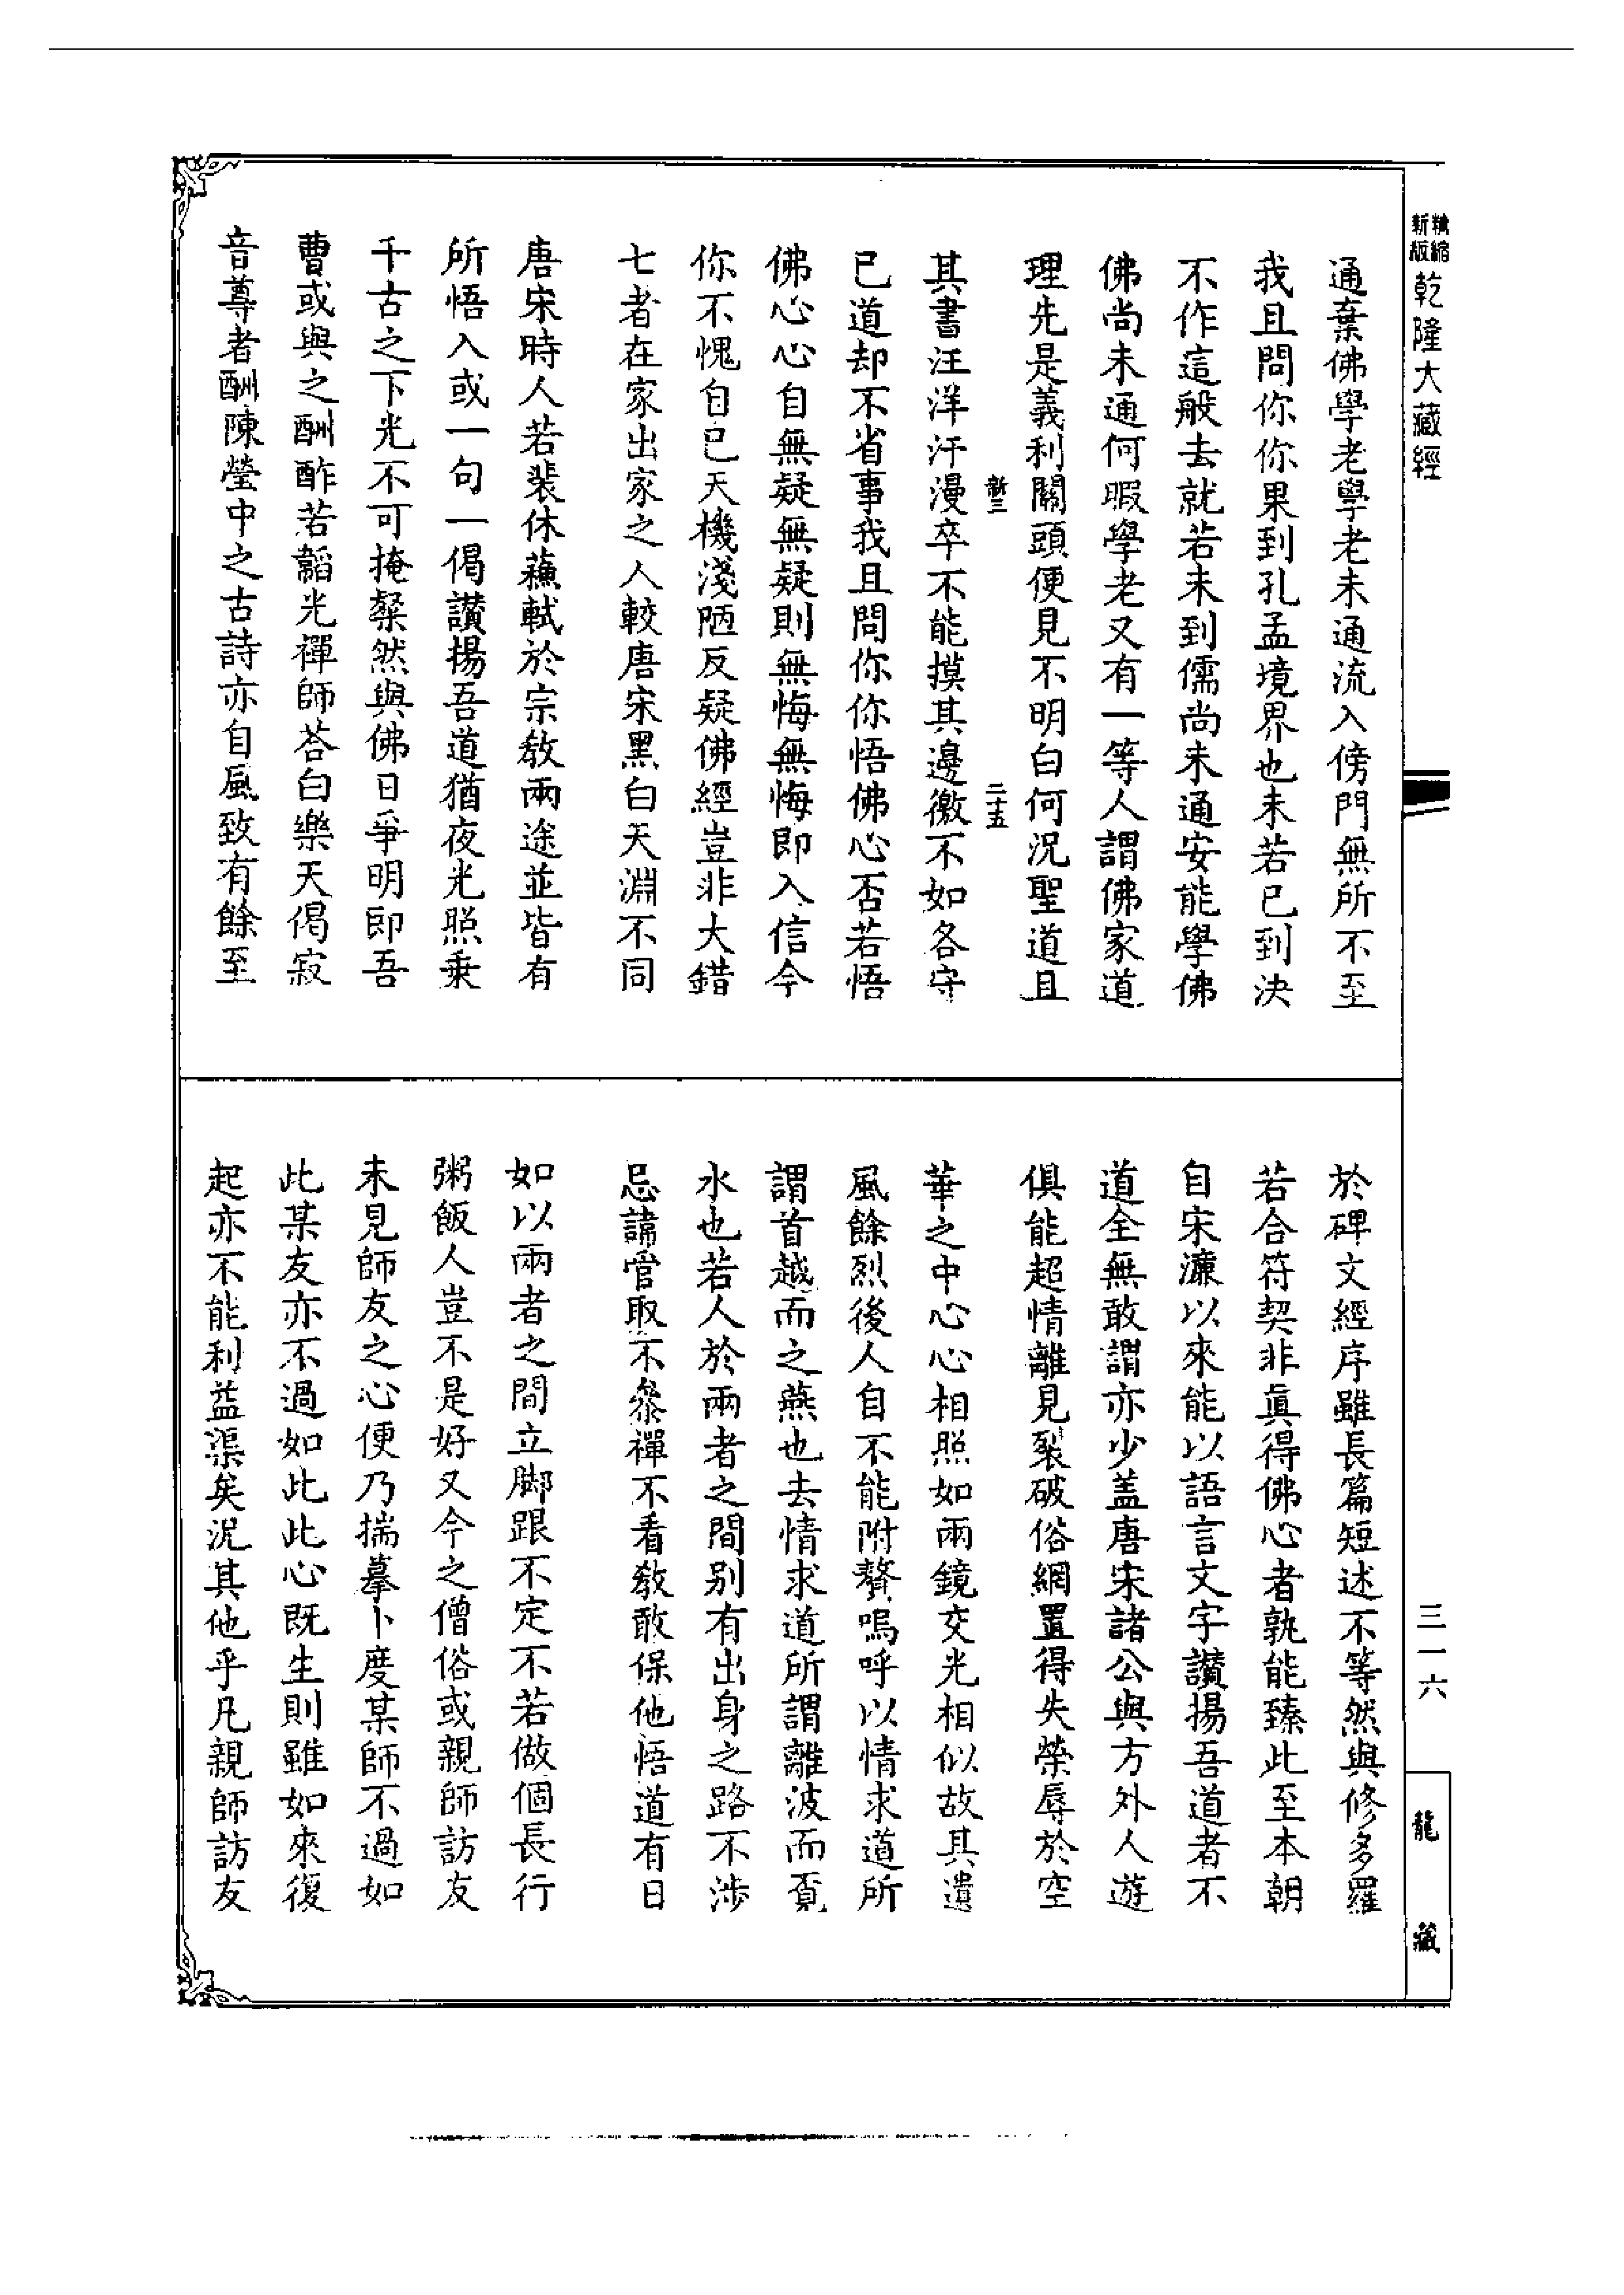 精縮新版
乾隆大藏經
通棄佛學老學老未通流入傍門無所不至
我且問你你果到孔孟境界也未若已到決
不作這般去就若未到儒尚未通安能學佛
佛尚未通何暇學老又有一等人謂佛家道
理先是義利關頭便見不明白何況聖道且
新三 二十五
其書汪洋汗漫卒不能摸其邊徼不如各守
已道却不省事我且問你你悟佛心否若悟
佛心心自無疑無疑則無悔無悔即入信今
你不愧自己天機淺陋反疑佛經豈非大錯
七者在家出家之人較唐宋黑白天淵不同
唐宋時人若裴休蘇軾於宗教兩途並皆有
所悟入或一句一偈讚揚吾道猶夜光照乘
千古之下光不可掩粲然與佛日爭明即吾
曹或與之酬酢若韜光禪師荅白樂天偈寂
音尊者酬陳瑩中之古詩亦自風致有餘至
於碑文經序雖長篇短述不等然與修多羅
若合符契非眞得佛心者孰能臻此至本朝
自宋濂以來能以語言文字讚揚吾道者不
道全無敢謂亦少盖唐宋諸公與方外人遊
俱能超情離見裂破俗網置得失榮辱於空
華之中心心相照如兩鏡交光相似故其遺
風餘烈後人自不能附贅嗚呼以情求道所
謂首越而之燕也去情求道所謂離波而覔
水也若人於兩者之間别有出身之路不涉
忌諱管取不叅禪不看教敢保他悟道有日
如以兩者之間立脚跟不定不若做個長行
粥飯人豈不是好又今之僧俗或親師訪友
未見師友之心便乃揣摹卜度某師不過如
此某友亦不過如此此心既生則雖如來復
起亦不能利益渠矣況其他乎凡親師訪友
三一六
龍藏